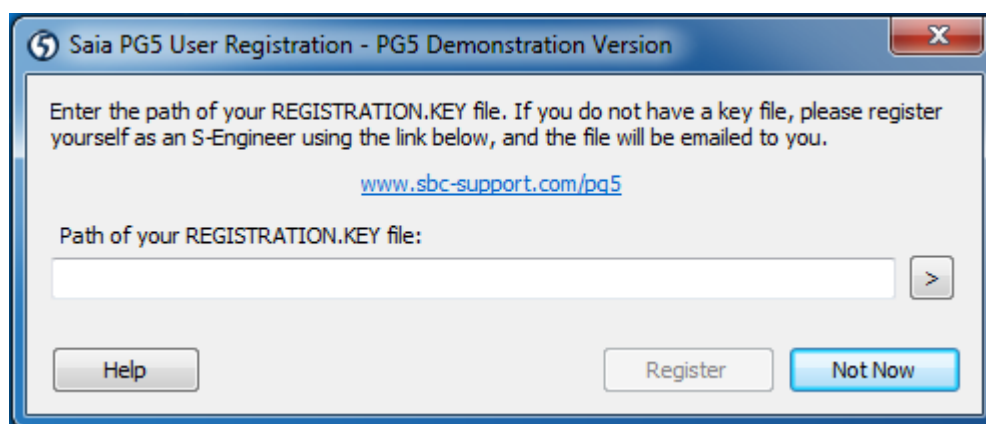 Saia PG5 User Registration - PG5 Demonstration Version
Enter the path of your REGISTRATION.KEY file. If you do not have a key file, please register
yourself as an S-Engineer using the link below, and the file will be emailed to you.
www.sbc-support.com/pg5
Path of your REGISTRATION.KEY file:
>
Help
Register
Not Now